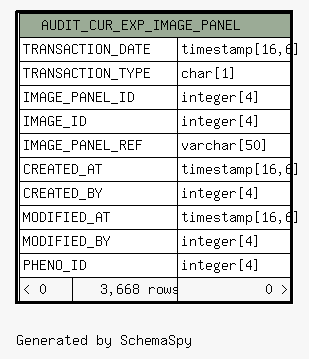 AUDIT_CUR_EXP_IMAGE_PANEL
TRANSACTION_DATE timestamp[16,6]
TRANSACTION_TYPE char[1]
IMAGE_PANEL_ID integer[4]
IMAGE_ID integer[4]
IMAGE_PANEL_REF varchar[50]
CREATED_AT timestamp[16,6]
CREATED_BY integer[4]
MODIFIED_AT timestamp[16,6]
MODIFIED_BY integer[4]
PHENO_ID integer[4]
< 0 3,668 rows 0 >
Generated by SchemaSpy